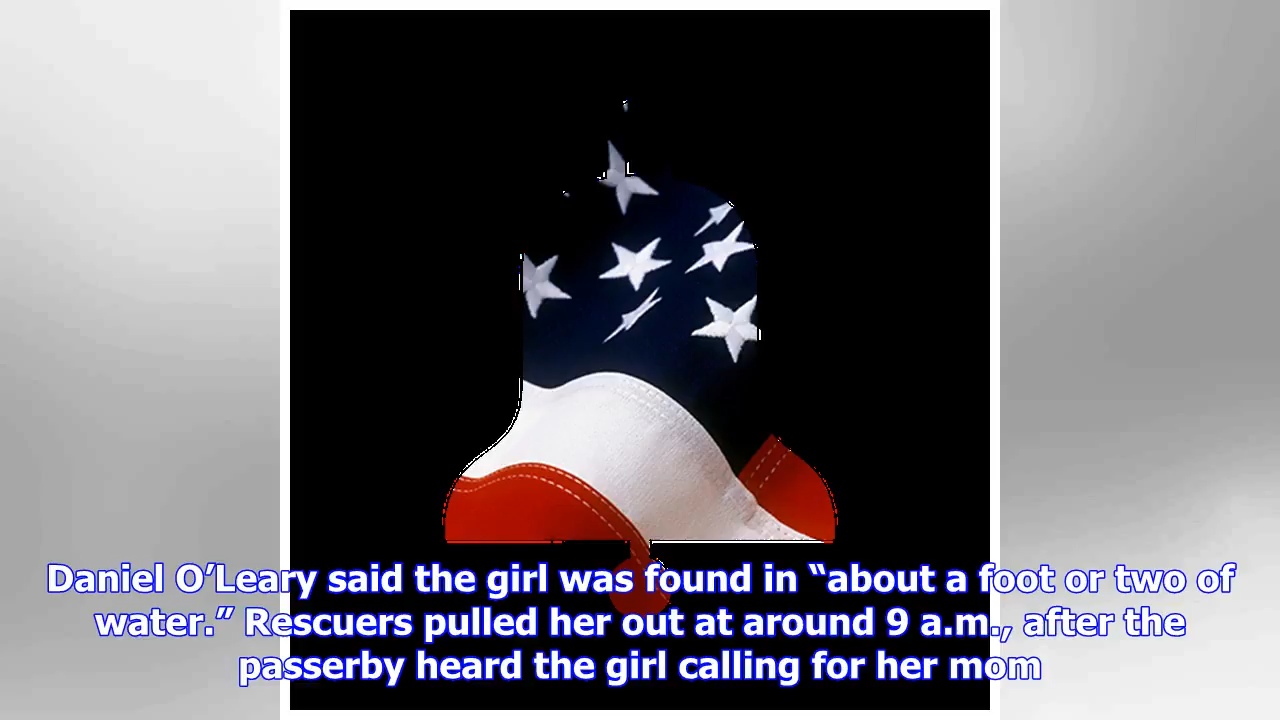 Daniel O’Leary said the girl was found in “about a foot or two of
water.” Rescuers pulled her out at around 9 a.m., after the
passerby heard the girl calling for her mom